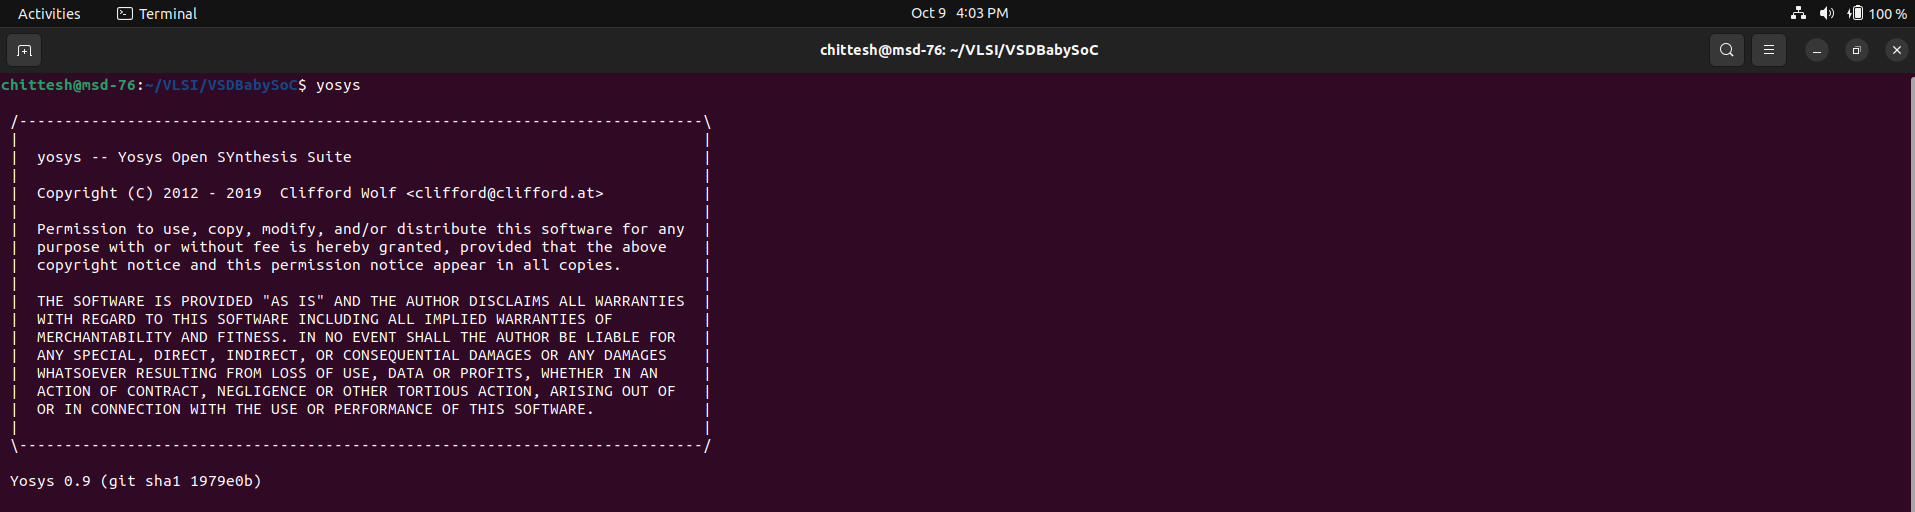 Activities Terminal Oct 9 4:03 PM 100 %
chittesh@msd-76: ~/VLSI/VSDBabySoC
chittesh@msd-76:~/VLSI/VSDBabySoC$ yosys
/----------------------------------------------------------------------------\
|                                                                            |
|  yosys -- Yosys Open SYnthesis Suite                                       |
|                                                                            |
|  Copyright (C) 2012 - 2019  Clifford Wolf <clifford@clifford.at>           |
|                                                                            |
|  Permission to use, copy, modify, and/or distribute this software for any  |
|  purpose with or without fee is hereby granted, provided that the above    |
|  copyright notice and this permission notice appear in all copies.         |
|                                                                            |
|  THE SOFTWARE IS PROVIDED "AS IS" AND THE AUTHOR DISCLAIMS ALL WARRANTIES  |
|  WITH REGARD TO THIS SOFTWARE INCLUDING ALL IMPLIED WARRANTIES OF          |
|  MERCHANTABILITY AND FITNESS. IN NO EVENT SHALL THE AUTHOR BE LIABLE FOR   |
|  ANY SPECIAL, DIRECT, INDIRECT, OR CONSEQUENTIAL DAMAGES OR ANY DAMAGES    |
|  WHATSOEVER RESULTING FROM LOSS OF USE, DATA OR PROFITS, WHETHER IN AN     |
|  ACTION OF CONTRACT, NEGLIGENCE OR OTHER TORTIOUS ACTION, ARISING OUT OF   |
|  OR IN CONNECTION WITH THE USE OR PERFORMANCE OF THIS SOFTWARE.            |
|                                                                            |
\----------------------------------------------------------------------------/
Yosys 0.9 (git sha1 1979e0b)